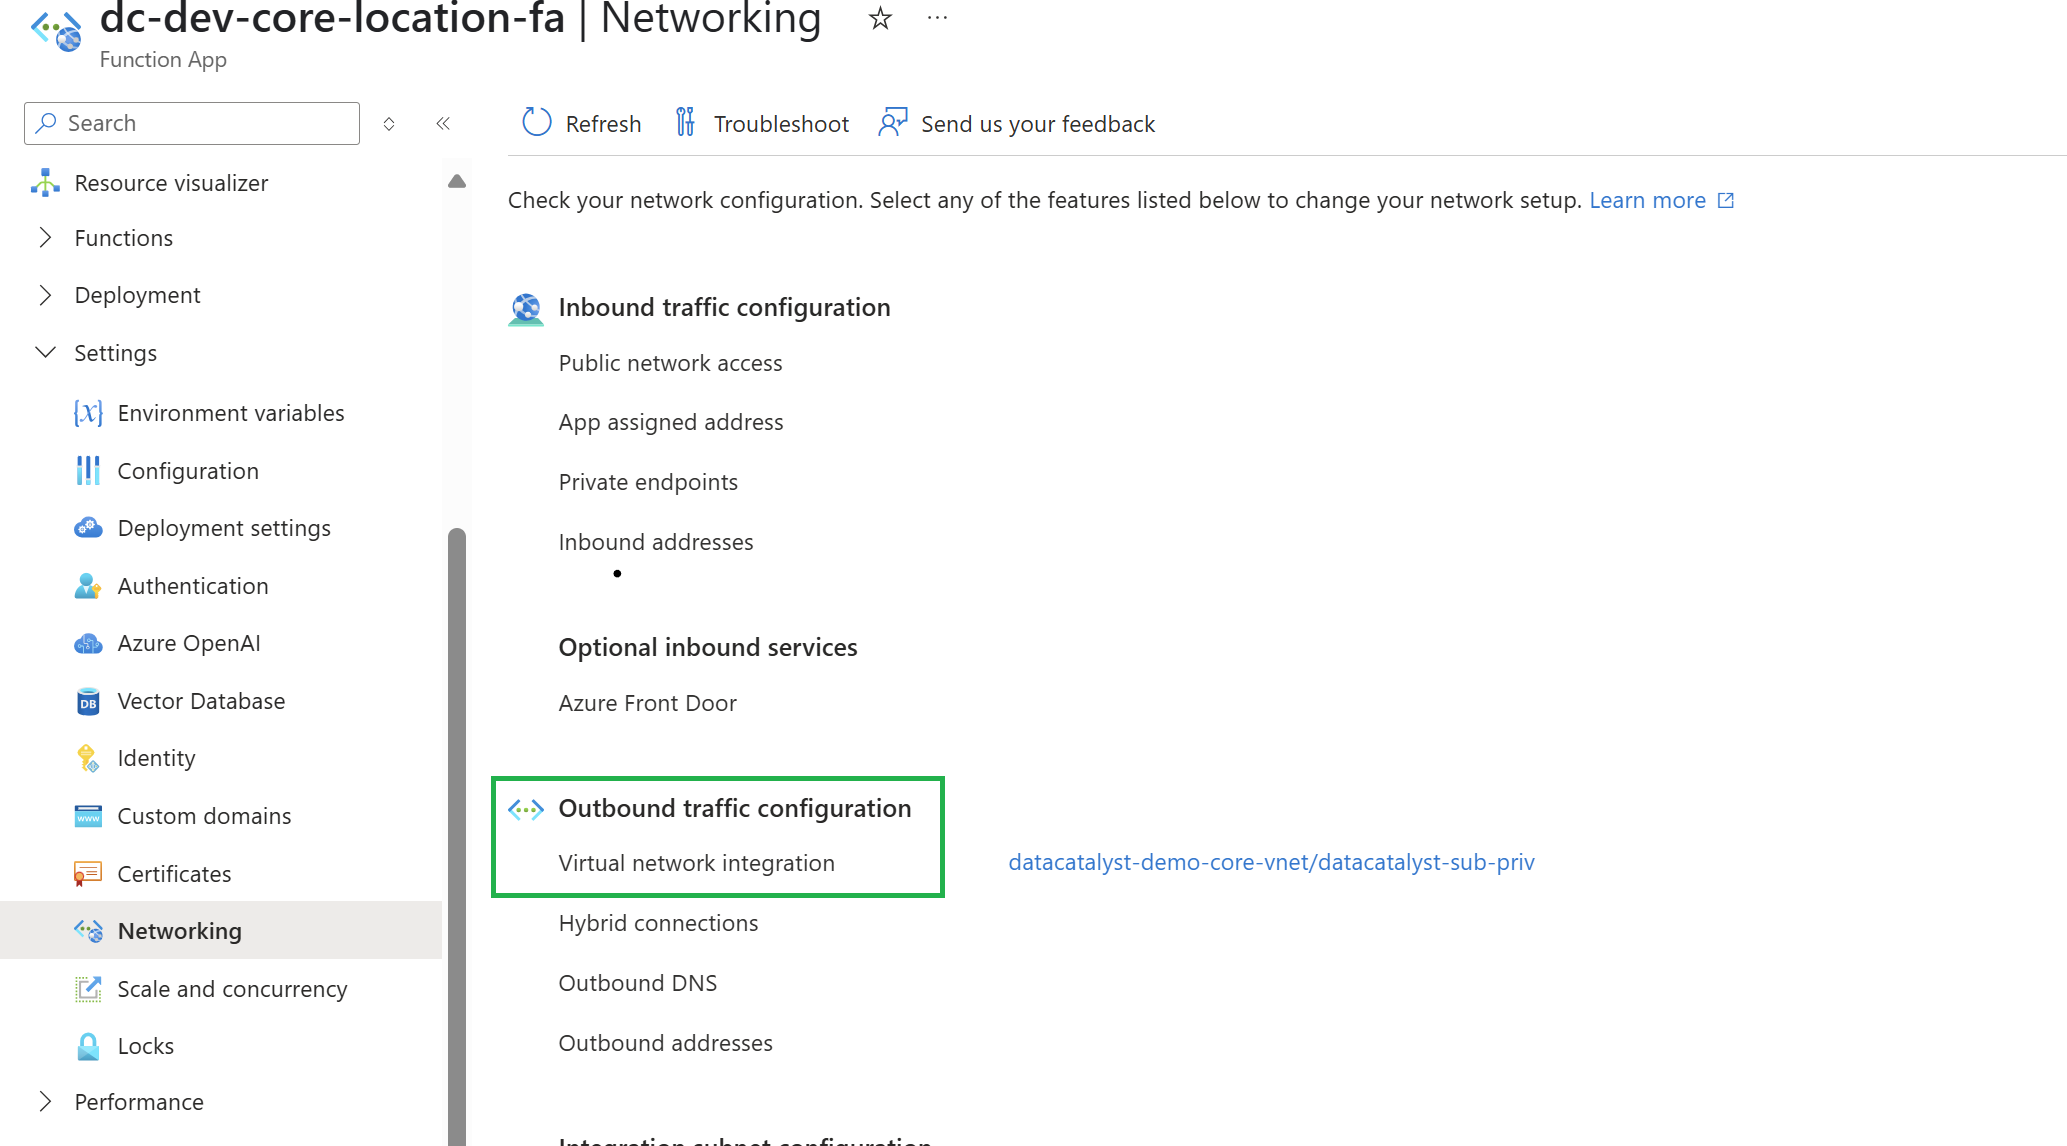 dc-dev-core-location-fa | Networking
Function App
Search
Refresh
Troubleshoot
Send us your feedback
Resource visualizer
Functions
Deployment
Settings
Environment variables
Configuration
Deployment settings
Authentication
Azure OpenAI
Vector Database
DB
Identity
Custom domains
www
Certificates
Networking
Scale and concurrency
Locks
Performance
Check your network configuration. Select any of the features listed below to change your network setup. Learn more
Inbound traffic configuration
Public network access
App assigned address
Private endpoints
Inbound addresses
Optional inbound services
Azure Front Door
Outbound traffic configuration
Virtual network integration
datacatalyst-demo-core-vnet/datacatalyst-sub-priv
Hybrid connections
Outbound DNS
Outbound addresses
Integration subnet configuration